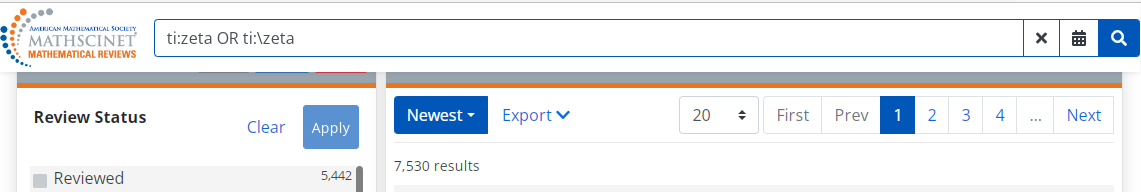 AMERICAN MATHEMATICAL SOCIETY
MATHSCINET
MATHEMATICAL REVIEWS
ti:zeta OR ti:\zeta
Review Status
Clear
Apply
Reviewed 5,442
Newest
Export
20
First Prev 1 2 3 4 ... Next
7,530 results